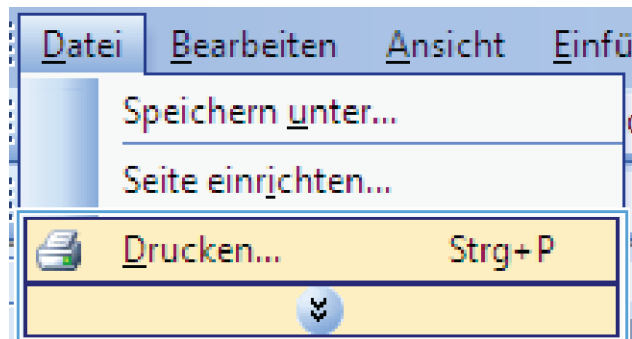 Datei Bearbeiten Ansicht
Speichern unter...
Seite einrichten...
Drucken... Strg+P